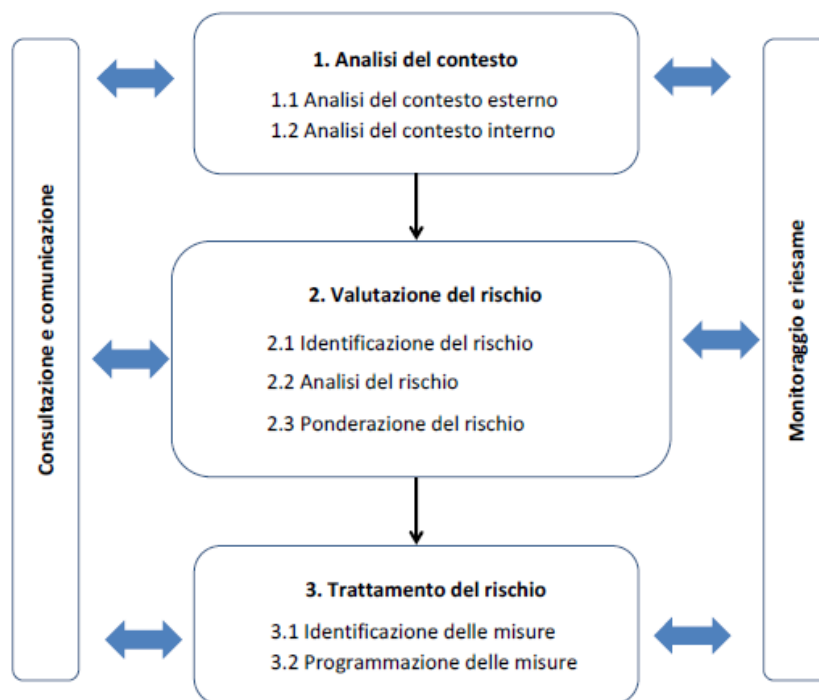 Consultazione e comunicazione
1. Analisi del contesto
1.1 Analisi del contesto esterno
1.2 Analisi del contesto interno
2. Valutazione del rischio
2.1 Identificazione del rischio
2.2 Analisi del rischio
2.3 Ponderazione del rischio
3. Trattamento del rischio
3.1 Identificazione delle misure
3.2 Programmazione delle misure
Monitoraggio e riesame